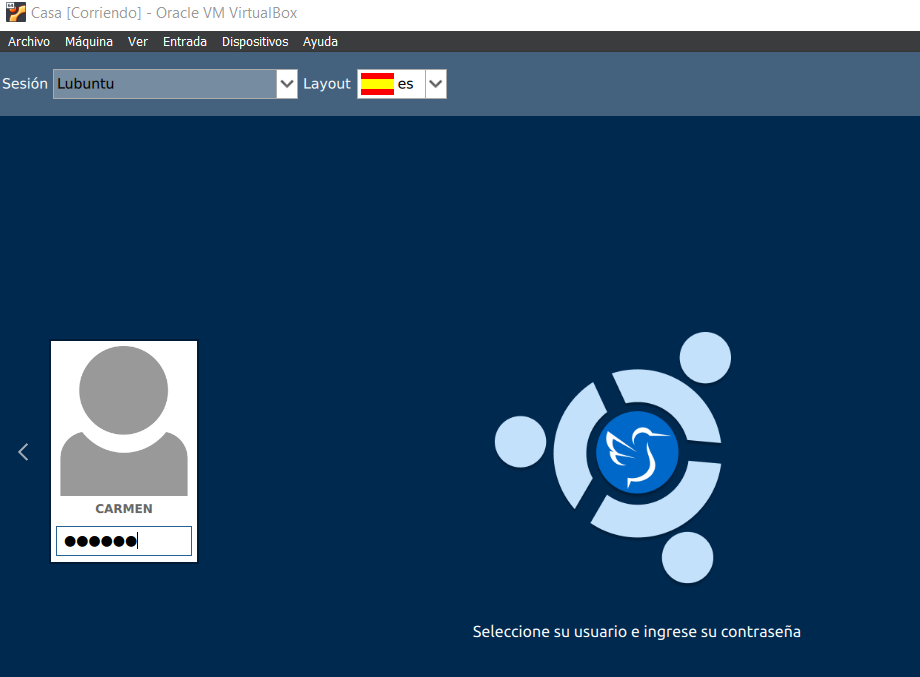 Casa [Corriendo] - Oracle VM VirtualBox
Archivo Máquina Ver Entrada Dispositivos Ayuda
Sesión Lubuntu Layout es
CARMEN
●●●●●●
Seleccione su usuario e ingrese su contraseña